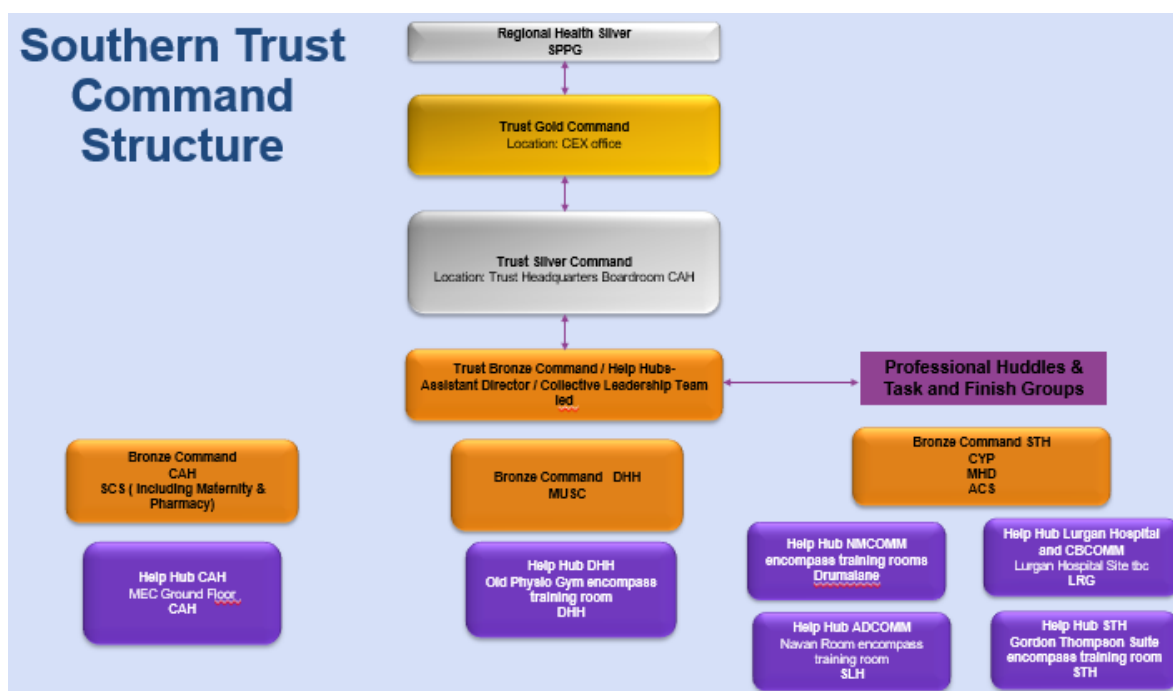 Southern Trust
Command
Structure
Regional Health Silver
SPPG
Trust Gold Command
Location: CEX office
Trust Silver Command
Location: Trust Headquarters Boardroom CAH
Trust Bronze Command / Help Hubs-
Assistant Director / Collective Leadership Team
led
Professional Huddles &
Task and Finish Groups
Bronze Command
CAH
SCS ( Including Maternity &
Pharmacy)
Bronze Command DHH
MUSC
Bronze Command STH
CYP
MHD
ACS
Help Hub CAH
MEC Ground Floor
CAH
Help Hub DHH
Old Physio Gym encompass
training room
DHH
Help Hub NMCOMM
encompass training rooms
Drumalane
Help Hub Lurgan Hospital
and CBCOMM
Lurgan Hospital Site tbc
LRG
Help Hub ADCOMM
Navan Room encompass
training room
SLH
Help Hub STH
Gordon Thompson Suite
encompass training room
STH